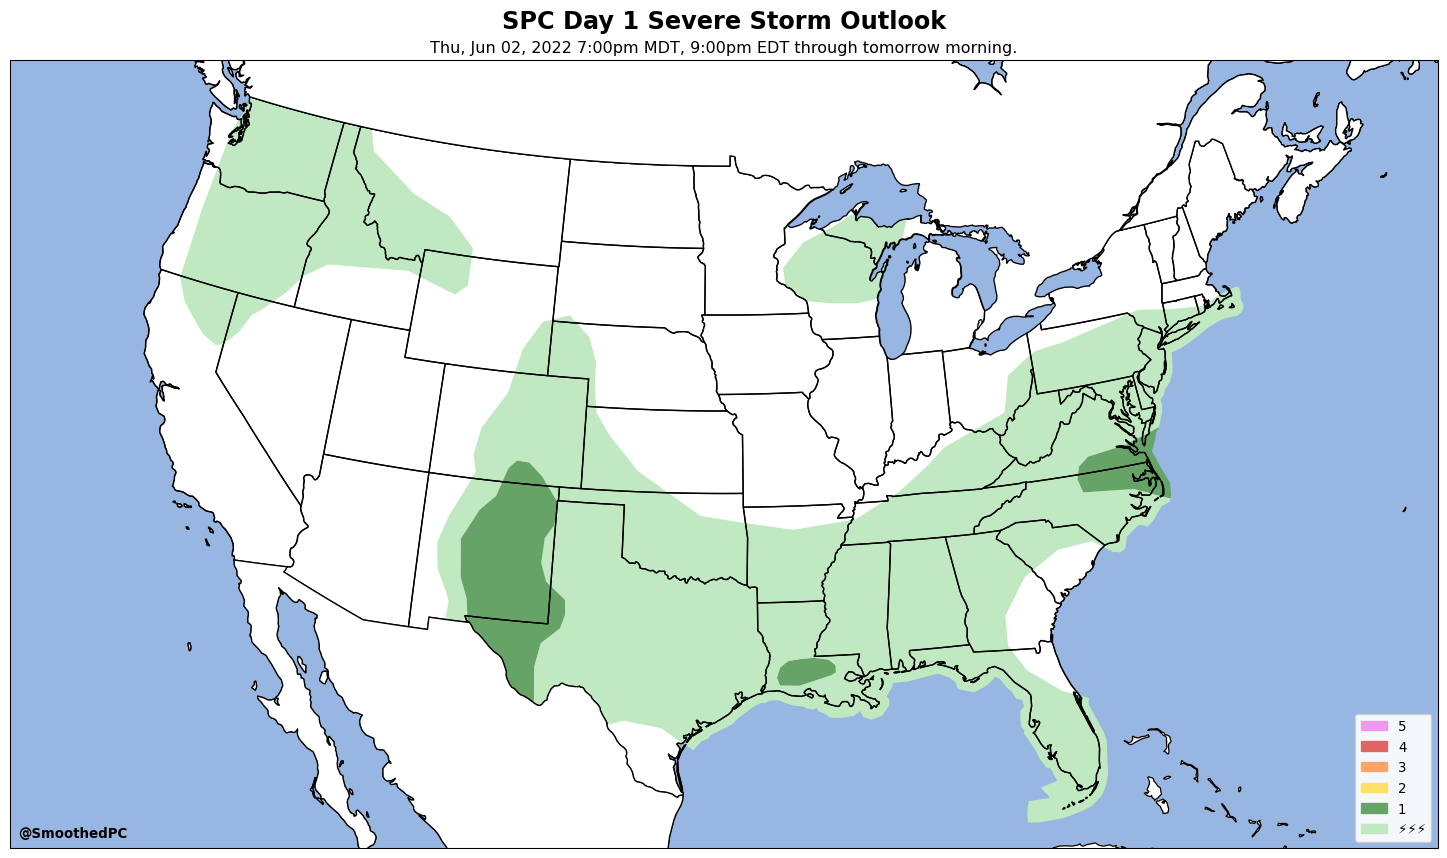 SPC Day 1 Severe Storm Outlook
Thu, Jun 02, 2022 7:00pm MDT, 9:00pm EDT through tomorrow morning.
5
4
3
2
1
⚡⚡⚡
@SmoothedPC